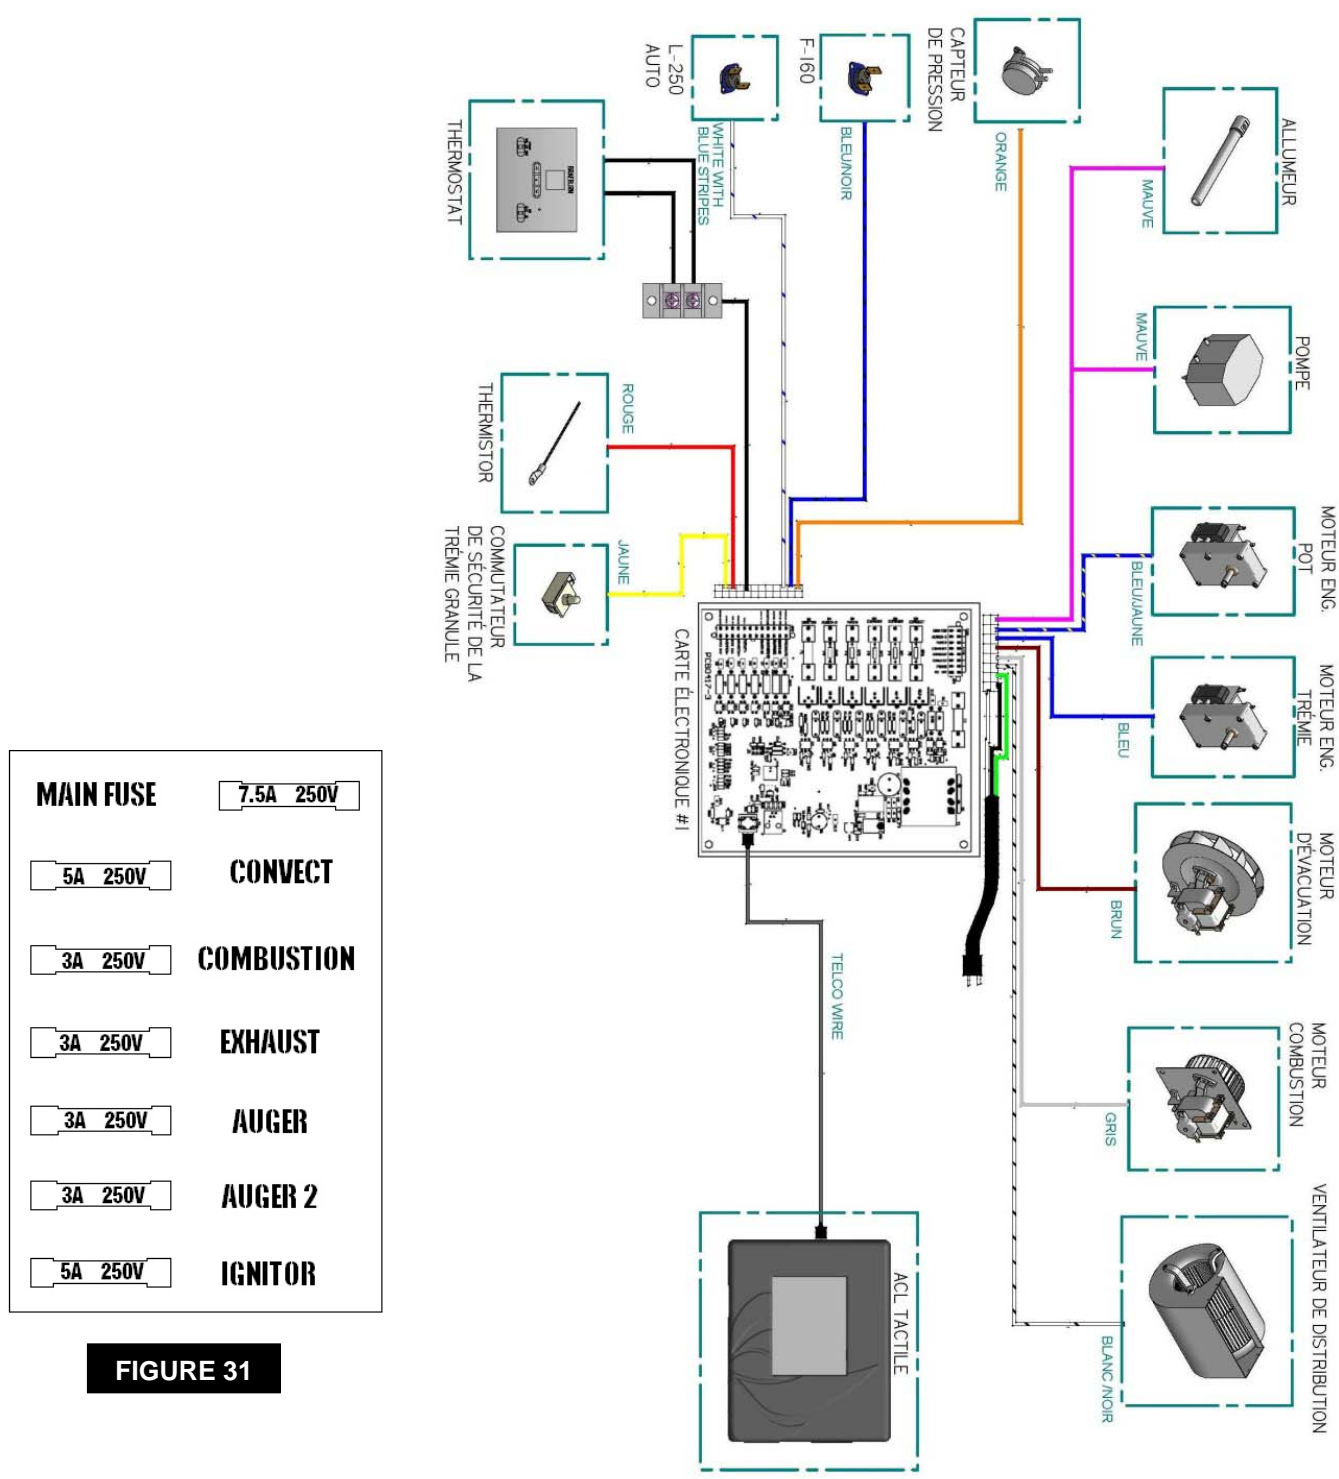 CAPTEUR
DE PRESSION
ORANGE
F-160
BLEU/NOIR
L-250
AUTO
WHITE WITH
BLUE STRIPES
THERMOSTAT
ALLUMEUR
MAUVE
POMPE
MAUVE
THERMISTOR
ROUGE
COMMUTATEUR
DE SÉCURITÉ DE LA
TRÉMIE GRANULE
JAUNE
MOTEUR ENG.
POT
BLEU/JAUNE
MOTEUR ENG.
TRÉMIE
BLEU
CARTE ÉLECTRONIQUE #1
PCB0417-3
MOTEUR
D'ÉVACUATION
BRUN
TELCO WIRE
MOTEUR
COMBUSTION
GRIS
ACL TACTILE
VENTILATEUR DE DISTRIBUTION
BLANC /NOIR
MAIN FUSE 7.5A 250V
5A 250V CONVECT
3A 250V COMBUSTION
3A 250V EXHAUST
3A 250V AUGER
3A 250V AUGER 2
5A 250V IGNITOR
FIGURE 31